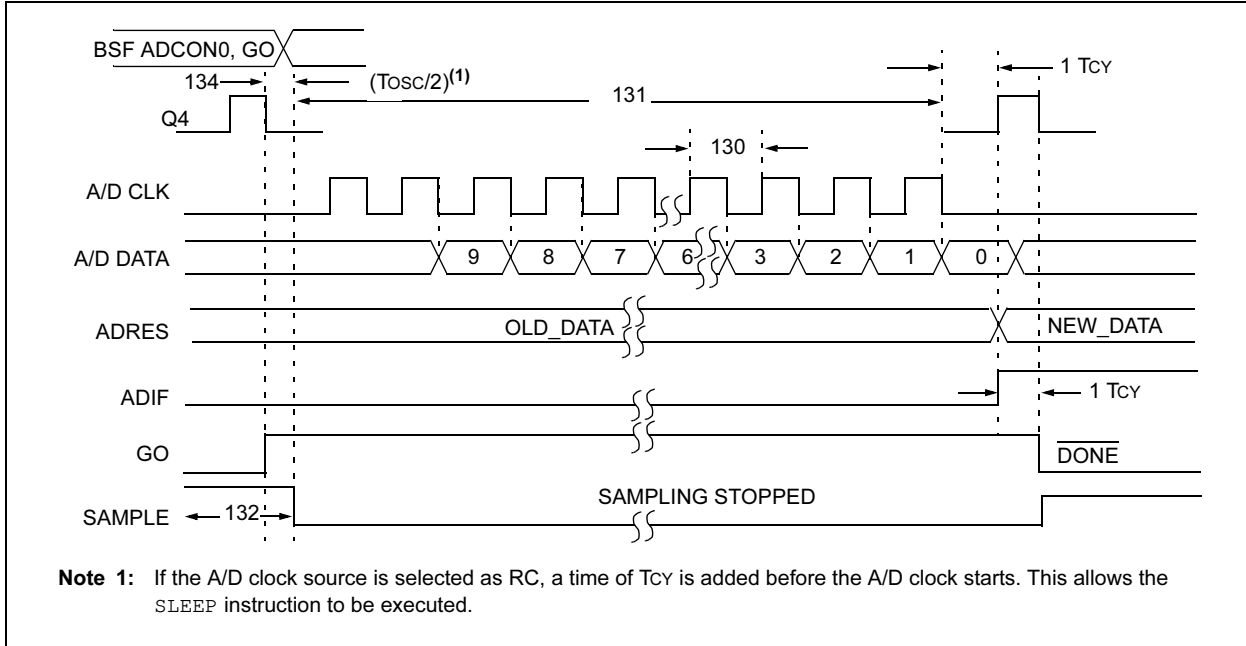 BSF ADCON0, GO
134 (TOSC/2)(1) 131 1 TCY
Q4
130
A/D CLK
A/D DATA 9 8 7 6 3 2 1 0
ADRES OLD_DATA NEW_DATA
ADIF 1 TCY
GO DONE
SAMPLING STOPPED
SAMPLE 132
Note 1: If the A/D clock source is selected as RC, a time of TCY is added before the A/D clock starts. This allows the
SLEEP instruction to be executed.